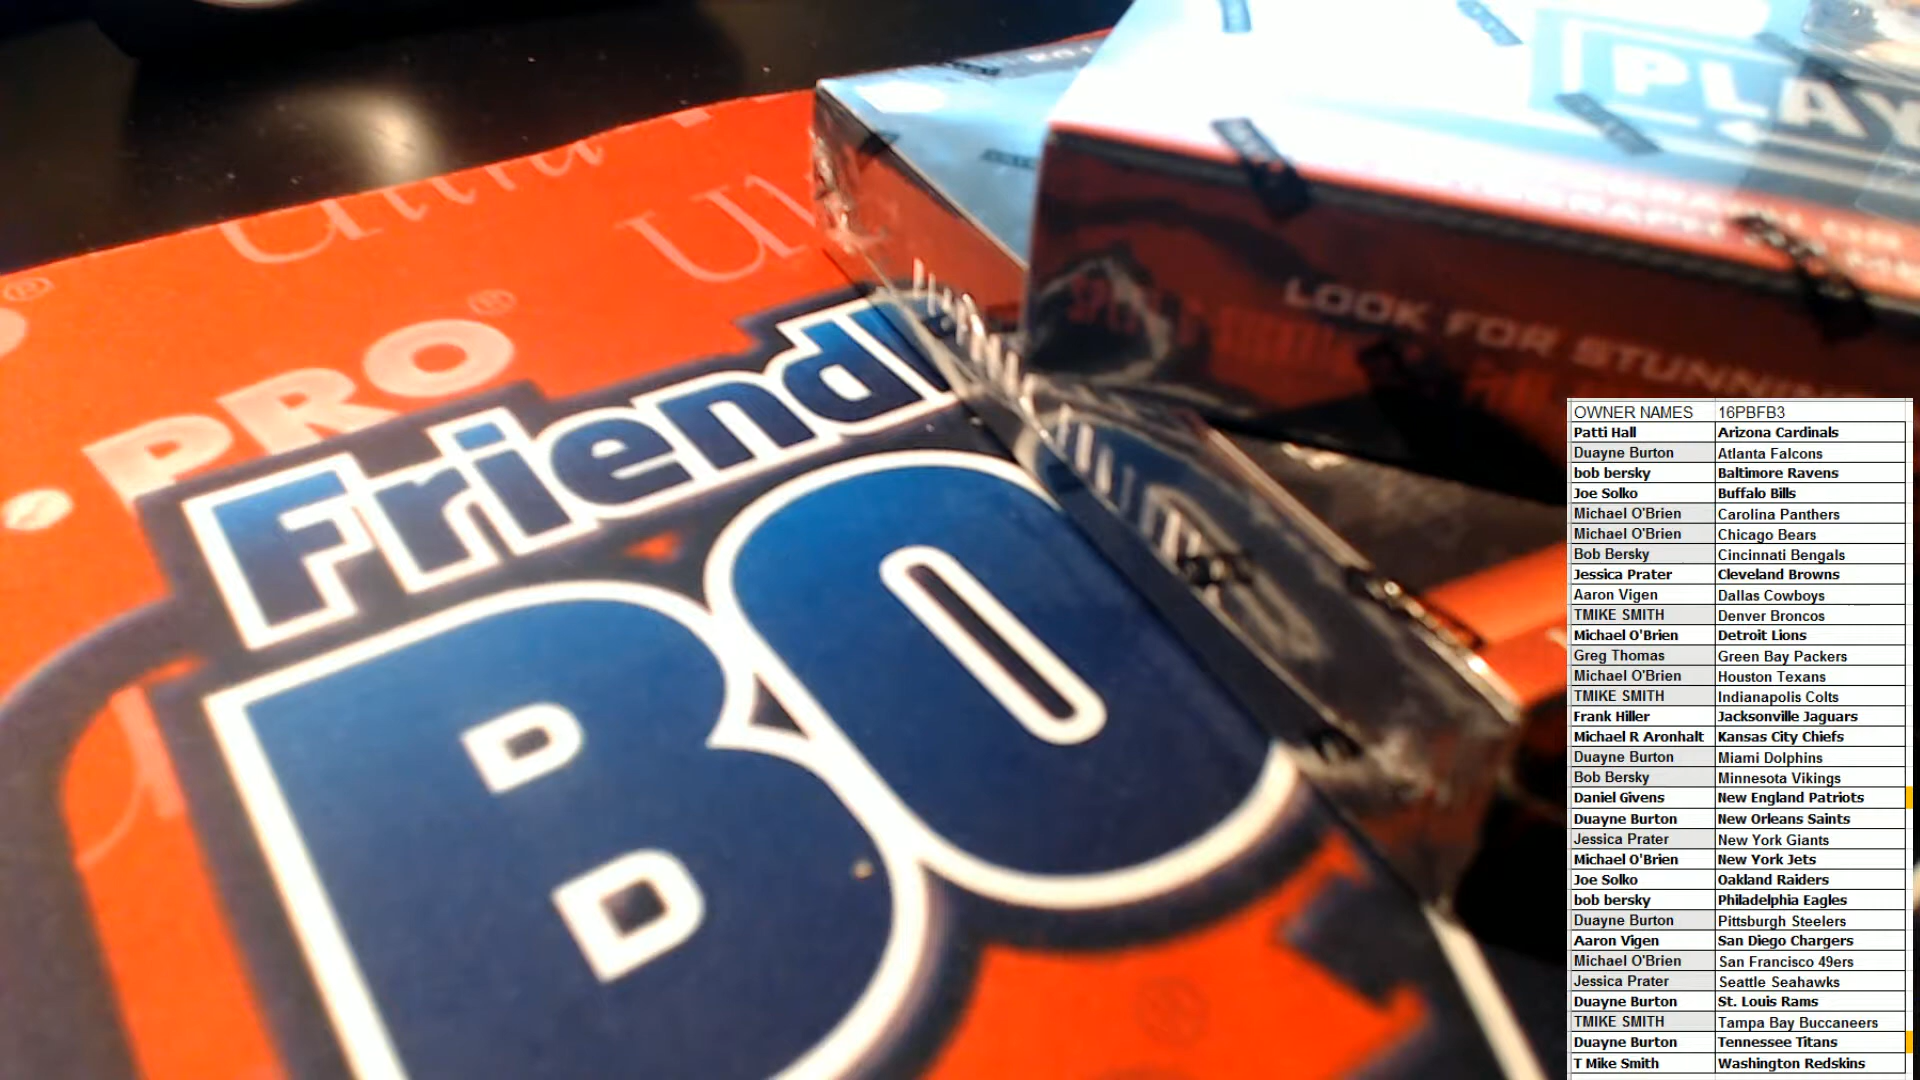 Ultra
Ul
PRO®
Friendl
BO
PLAY
LOOK FOR STUNNING
OWNER NAMES 16PBFB3
Patti Hall Arizona Cardinals
Duayne Burton Atlanta Falcons
bob bersky Baltimore Ravens
Joe Solko Buffalo Bills
Michael O'Brien Carolina Panthers
Michael O'Brien Chicago Bears
Bob Bersky Cincinnati Bengals
Jessica Prater Cleveland Browns
Aaron Vigen Dallas Cowboys
TMIKE SMITH Denver Broncos
Michael O'Brien Detroit Lions
Greg Thomas Green Bay Packers
Michael O'Brien Houston Texans
TMIKE SMITH Indianapolis Colts
Frank Hiller Jacksonville Jaguars
Michael R Aronhalt Kansas City Chiefs
Duayne Burton Miami Dolphins
Bob Bersky Minnesota Vikings
Daniel Givens New England Patriots
Duayne Burton New Orleans Saints
Jessica Prater New York Giants
Michael O'Brien New York Jets
Joe Solko Oakland Raiders
bob bersky Philadelphia Eagles
Duayne Burton Pittsburgh Steelers
Aaron Vigen San Diego Chargers
Michael O'Brien San Francisco 49ers
Jessica Prater Seattle Seahawks
Duayne Burton St. Louis Rams
TMIKE SMITH Tampa Bay Buccaneers
Duayne Burton Tennessee Titans
T Mike Smith Washington Redskins